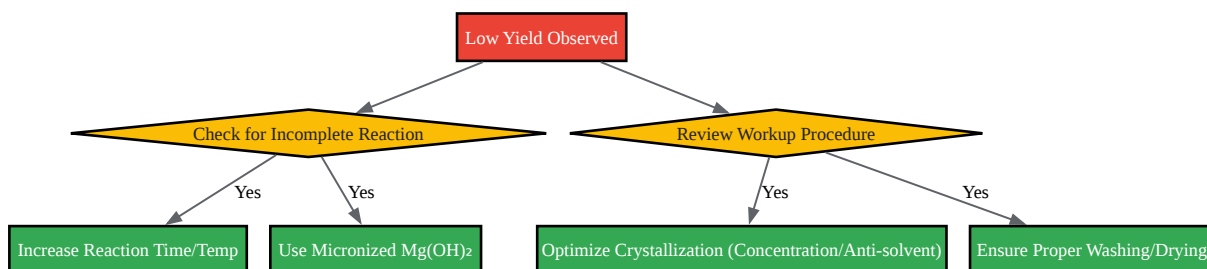 Low Yield Observed
Check for Incomplete Reaction
Review Workup Procedure
Yes
Yes
Yes
Yes
Increase Reaction Time/Temp
Use Micronized Mg(OH)₂
Optimize Crystallization (Concentration/Anti-solvent)
Ensure Proper Washing/Drying